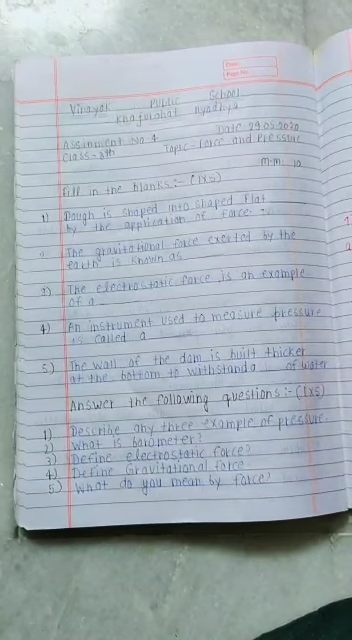 Date:
Page No.
Vinayak Public School
Khajurahat Ayodhya
Assinment No 4 Date 29.05.2020
Class - 8th Topic - force and Pressure
M.M. 10
Fill in the blanks :- (1x5)
1) Dough is shaped into shaped flat
by the application of force :-
2) The gravitational force exerted by the
earth is known as
3) The electrostatic force is an example
of a
4) An instrument used to measure pressure
is called a
5) The wall of the dam is built thicker
at the bottom to withstand a of water
Answer the following questions :- (1x5)
1) Describe any three example of pressure.
2) What is barometer?
3) Define electrostatic force?
4) Define Gravitational force
5) What do you mean by force?